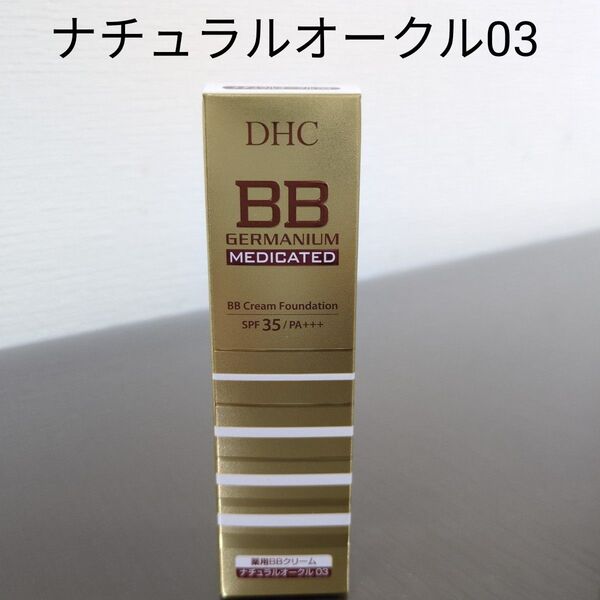 ナチュラルオークル03
DHC
BB
GERMANIUM
MEDICATED
BB Cream Foundation
SPF 35/PA+++
薬用BBクリーム
ナチュラルオークル 03